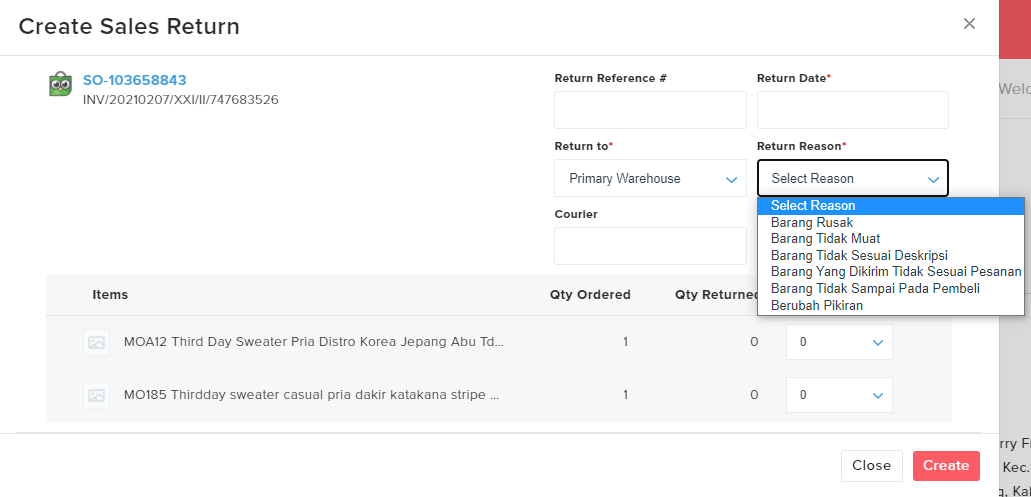 Create Sales Return
SO-103658843
INV/20210207/XXI/II/747683526
Return Reference #
Return Date*
Return to*
Return Reason*
Primary Warehouse
Select Reason
Select Reason
Barang Rusak
Barang Tidak Muat
Barang Tidak Sesuai Deskripsi
Barang Yang Dikirim Tidak Sesuai Pesanan
Barang Tidak Sampai Pada Pembeli
Berubah Pikiran
Courier
Items Qty Ordered Qty Returned
MOA12 Third Day Sweater Pria Distro Korea Jepang Abu Td... 1 0 0
MO185 Thirdday sweater casual pria dakir katakana stripe ... 1 0 0
Close
Create
Kec.